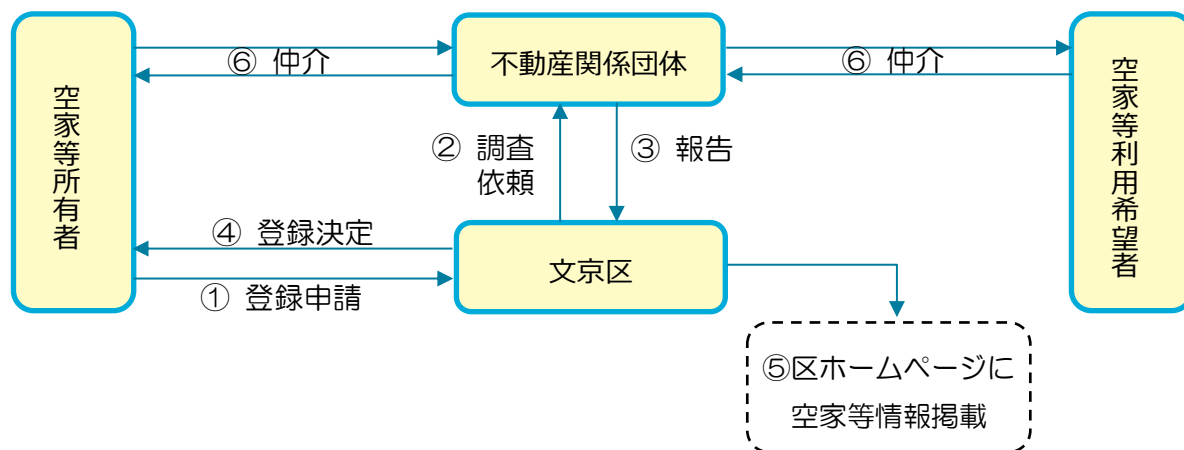 空家等所有者
⑥ 仲介
不動産関係団体
⑥ 仲介
空家等利用希望者
② 調査
依頼
③ 報告
④ 登録決定
① 登録申請
文京区
⑤区ホームページに
空家等情報掲載